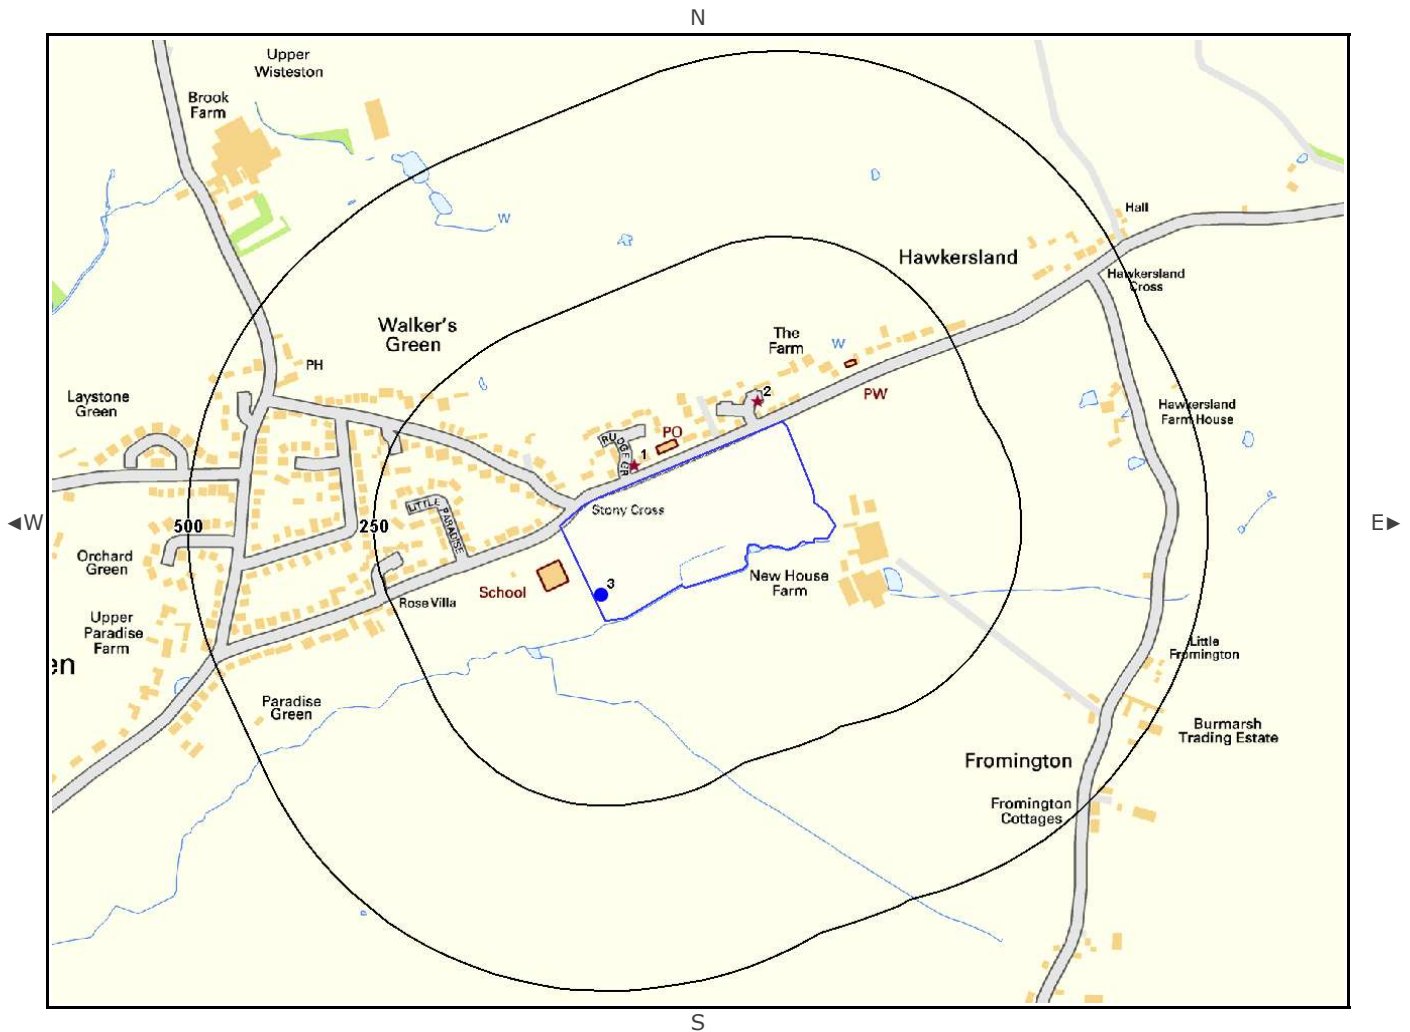 N
Upper
Wisteston
Brook
Farm
Hall
W
Hawkersland
Hawkersland
Cross
Walker's
Green
The
Farm
W
PH
Laystone
Green
2
PW
Hawkersland
Farm House
PO
RUDGE GR
1
LITTLE PARADISE
Stony Cross
◄W
500
250
E►
Orchard
Green
New House
Farm
School
3
Rose Villa
Upper
Paradise
Farm
Little
Fromington
en
Paradise
Green
Burmarsh
Trading Estate
Fromington
Fromington
Cottages
S